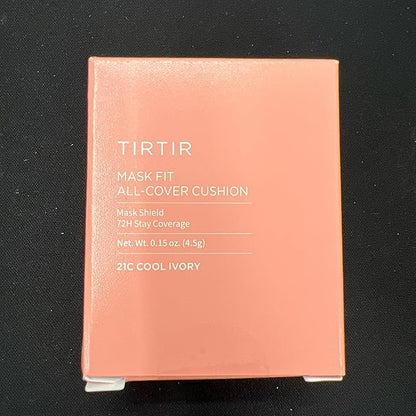 TIRTIR
MASK FIT
ALL-COVER CUSHION
Mask Shield
72H Stay Coverage
Net. Wt. 0.15 oz. (4.5g)
21C COOL IVORY